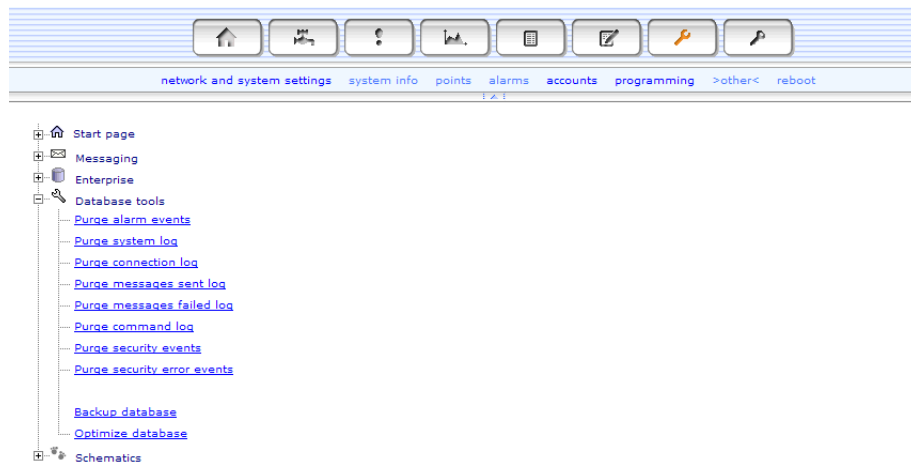 network and system settings system info points alarms accounts programming >other< reboot
Start page
Messaging
Enterprise
Database tools
Purge alarm events
Purge system log
Purge connection log
Purge messages sent log
Purge messages failed log
Purge command log
Purge security events
Purge security error events
Backup database
Optimize database
Schematics